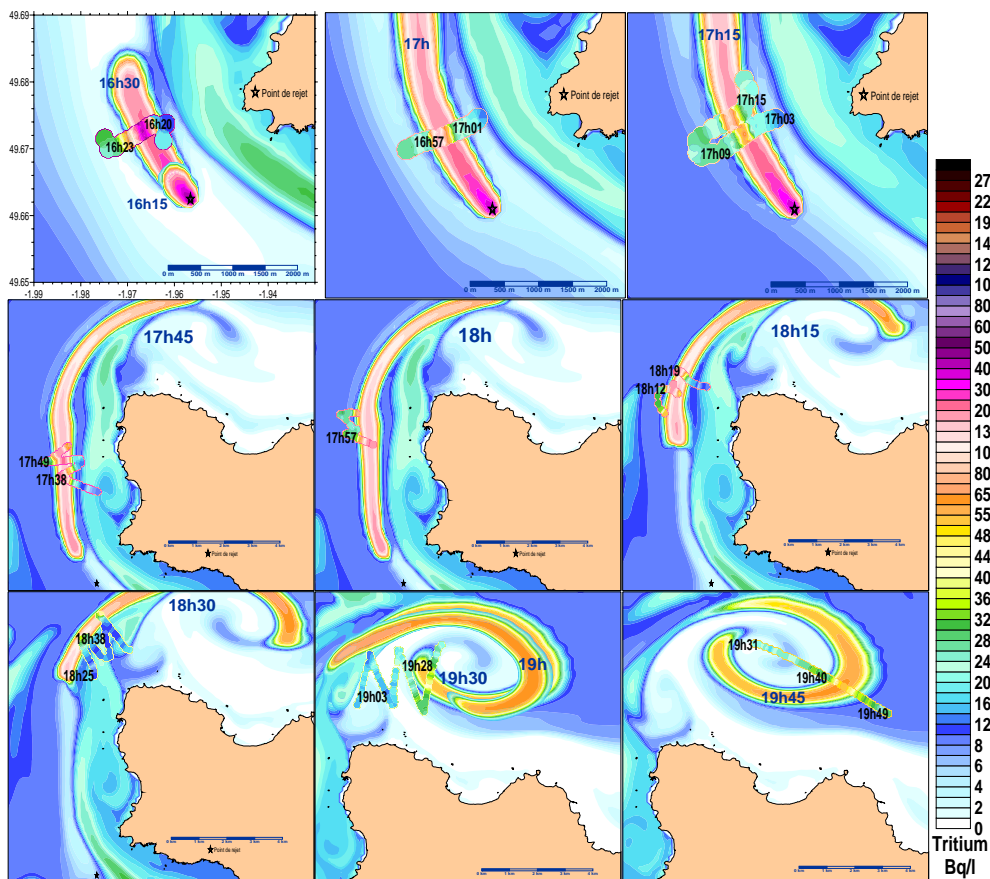 49.69
49.68
49.67
49.66
49.65
-1.99
-1.98
-1.97
-1.96
-1.95
-1.94
16h30
16h20
16h23
16h15
Point de rejet
0 m
500 m
1000 m
1500 m
2000 m
17h
17h01
16h57
Point de rejet
0 m
500 m
1000 m
1500 m
2000 m
17h15
17h15
17h03
17h09
Point de rejet
0 m
500 m
1000 m
1500 m
2000 m
17h45
17h49
17h38
Point de rejet
18h
17h57
Point de rejet
18h15
18h19
18h12
Point de rejet
18h30
18h38
18h25
Point de rejet
19h28
19h30
19h
19h03
19h31
19h40
19h45
19h49
27
22
19
14
12
10
80
60
50
40
30
20
13
10
80
65
55
48
44
40
36
32
28
24
20
16
12
8
6
4
2
0
Tritium
Bq/l